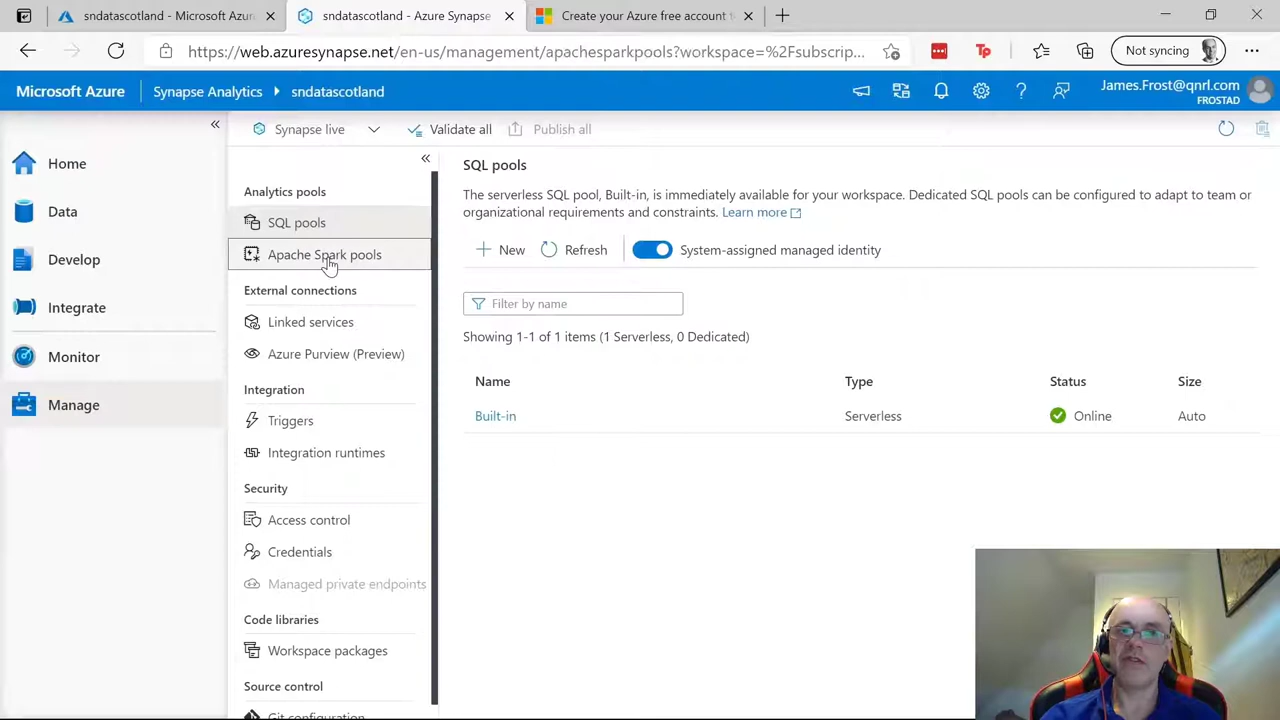 sndatascotland - Microsoft Azur
sndatascotland - Azure Synapse
Create your Azure free account t
https://web.azuresynapse.net/en-us/management/apachesparkpools?workspace=%2Fsubscrip...
Not syncing
Microsoft Azure
Synapse Analytics
sndatascotland
James.Frost@qnrl.com
FROSTAD
Home
Data
Develop
Integrate
Monitor
Manage
Synapse live
Validate all
Publish all
Analytics pools
SQL pools
Apache Spark pools
External connections
Linked services
Azure Purview (Preview)
Integration
Triggers
Integration runtimes
Security
Access control
Credentials
Managed private endpoints
Code libraries
Workspace packages
Source control
Git configuration
SQL pools
The serverless SQL pool, Built-in, is immediately available for your workspace. Dedicated SQL pools can be configured to adapt to team or
organizational requirements and constraints. Learn more
New
Refresh
System-assigned managed identity
Filter by name
Showing 1-1 of 1 items (1 Serverless, 0 Dedicated)
Name Type Status Size
Built-in Serverless Online Auto